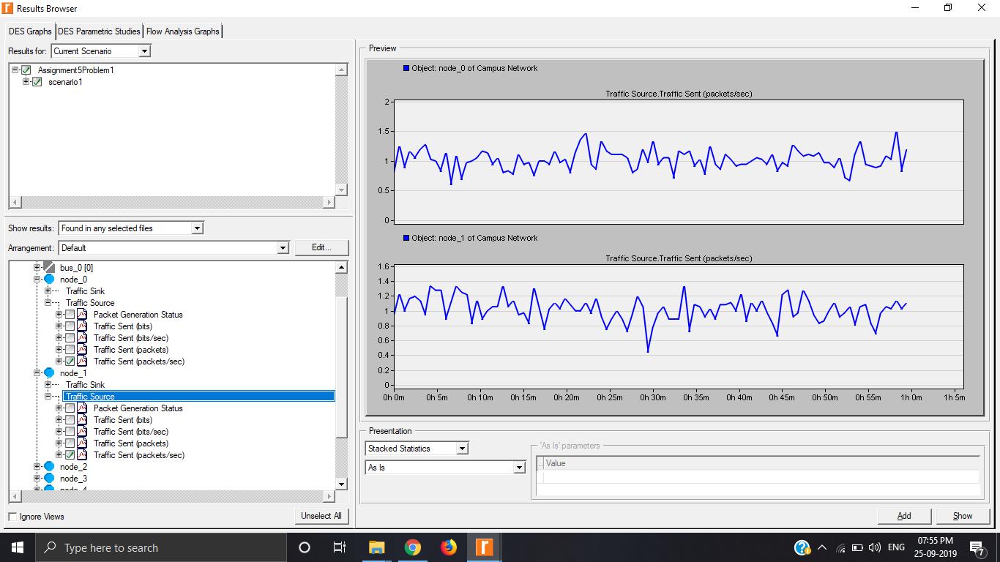 Results Browser
DES Graphs DES Parametric Studies Flow Analysis Graphs
Results for: Current Scenario
Assignment5Problem1
scenario1
Show results: Found in any selected files
Arrangement: Default Edit...
bus_0 [0]
node_0
Traffic Sink
Traffic Source
Packet Generation Status
Traffic Sent (bits)
Traffic Sent (bits/sec)
Traffic Sent (packets)
Traffic Sent (packets/sec)
node_1
Traffic Sink
Traffic Source
Packet Generation Status
Traffic Sent (bits)
Traffic Sent (bits/sec)
Traffic Sent (packets)
Traffic Sent (packets/sec)
node_2
node_3
node_4
Ignore Views Unselect All
Preview
Object: node_0 of Campus Network
Traffic Source.Traffic Sent (packets/sec)
2
1.5
1
0.5
0
Object: node_1 of Campus Network
Traffic Source.Traffic Sent (packets/sec)
1.6
1.4
1.2
1
0.8
0.6
0.4
0.2
0
0h 0m 0h 5m 0h 10m 0h 15m 0h 20m 0h 25m 0h 30m 0h 35m 0h 40m 0h 45m 0h 50m 0h 55m 1h 0m 1h 5m
Presentation
Stacked Statistics
As Is
'As Is' parameters
.. Value
Add Show
Type here to search
ENG
07:55 PM
25-09-2019
7